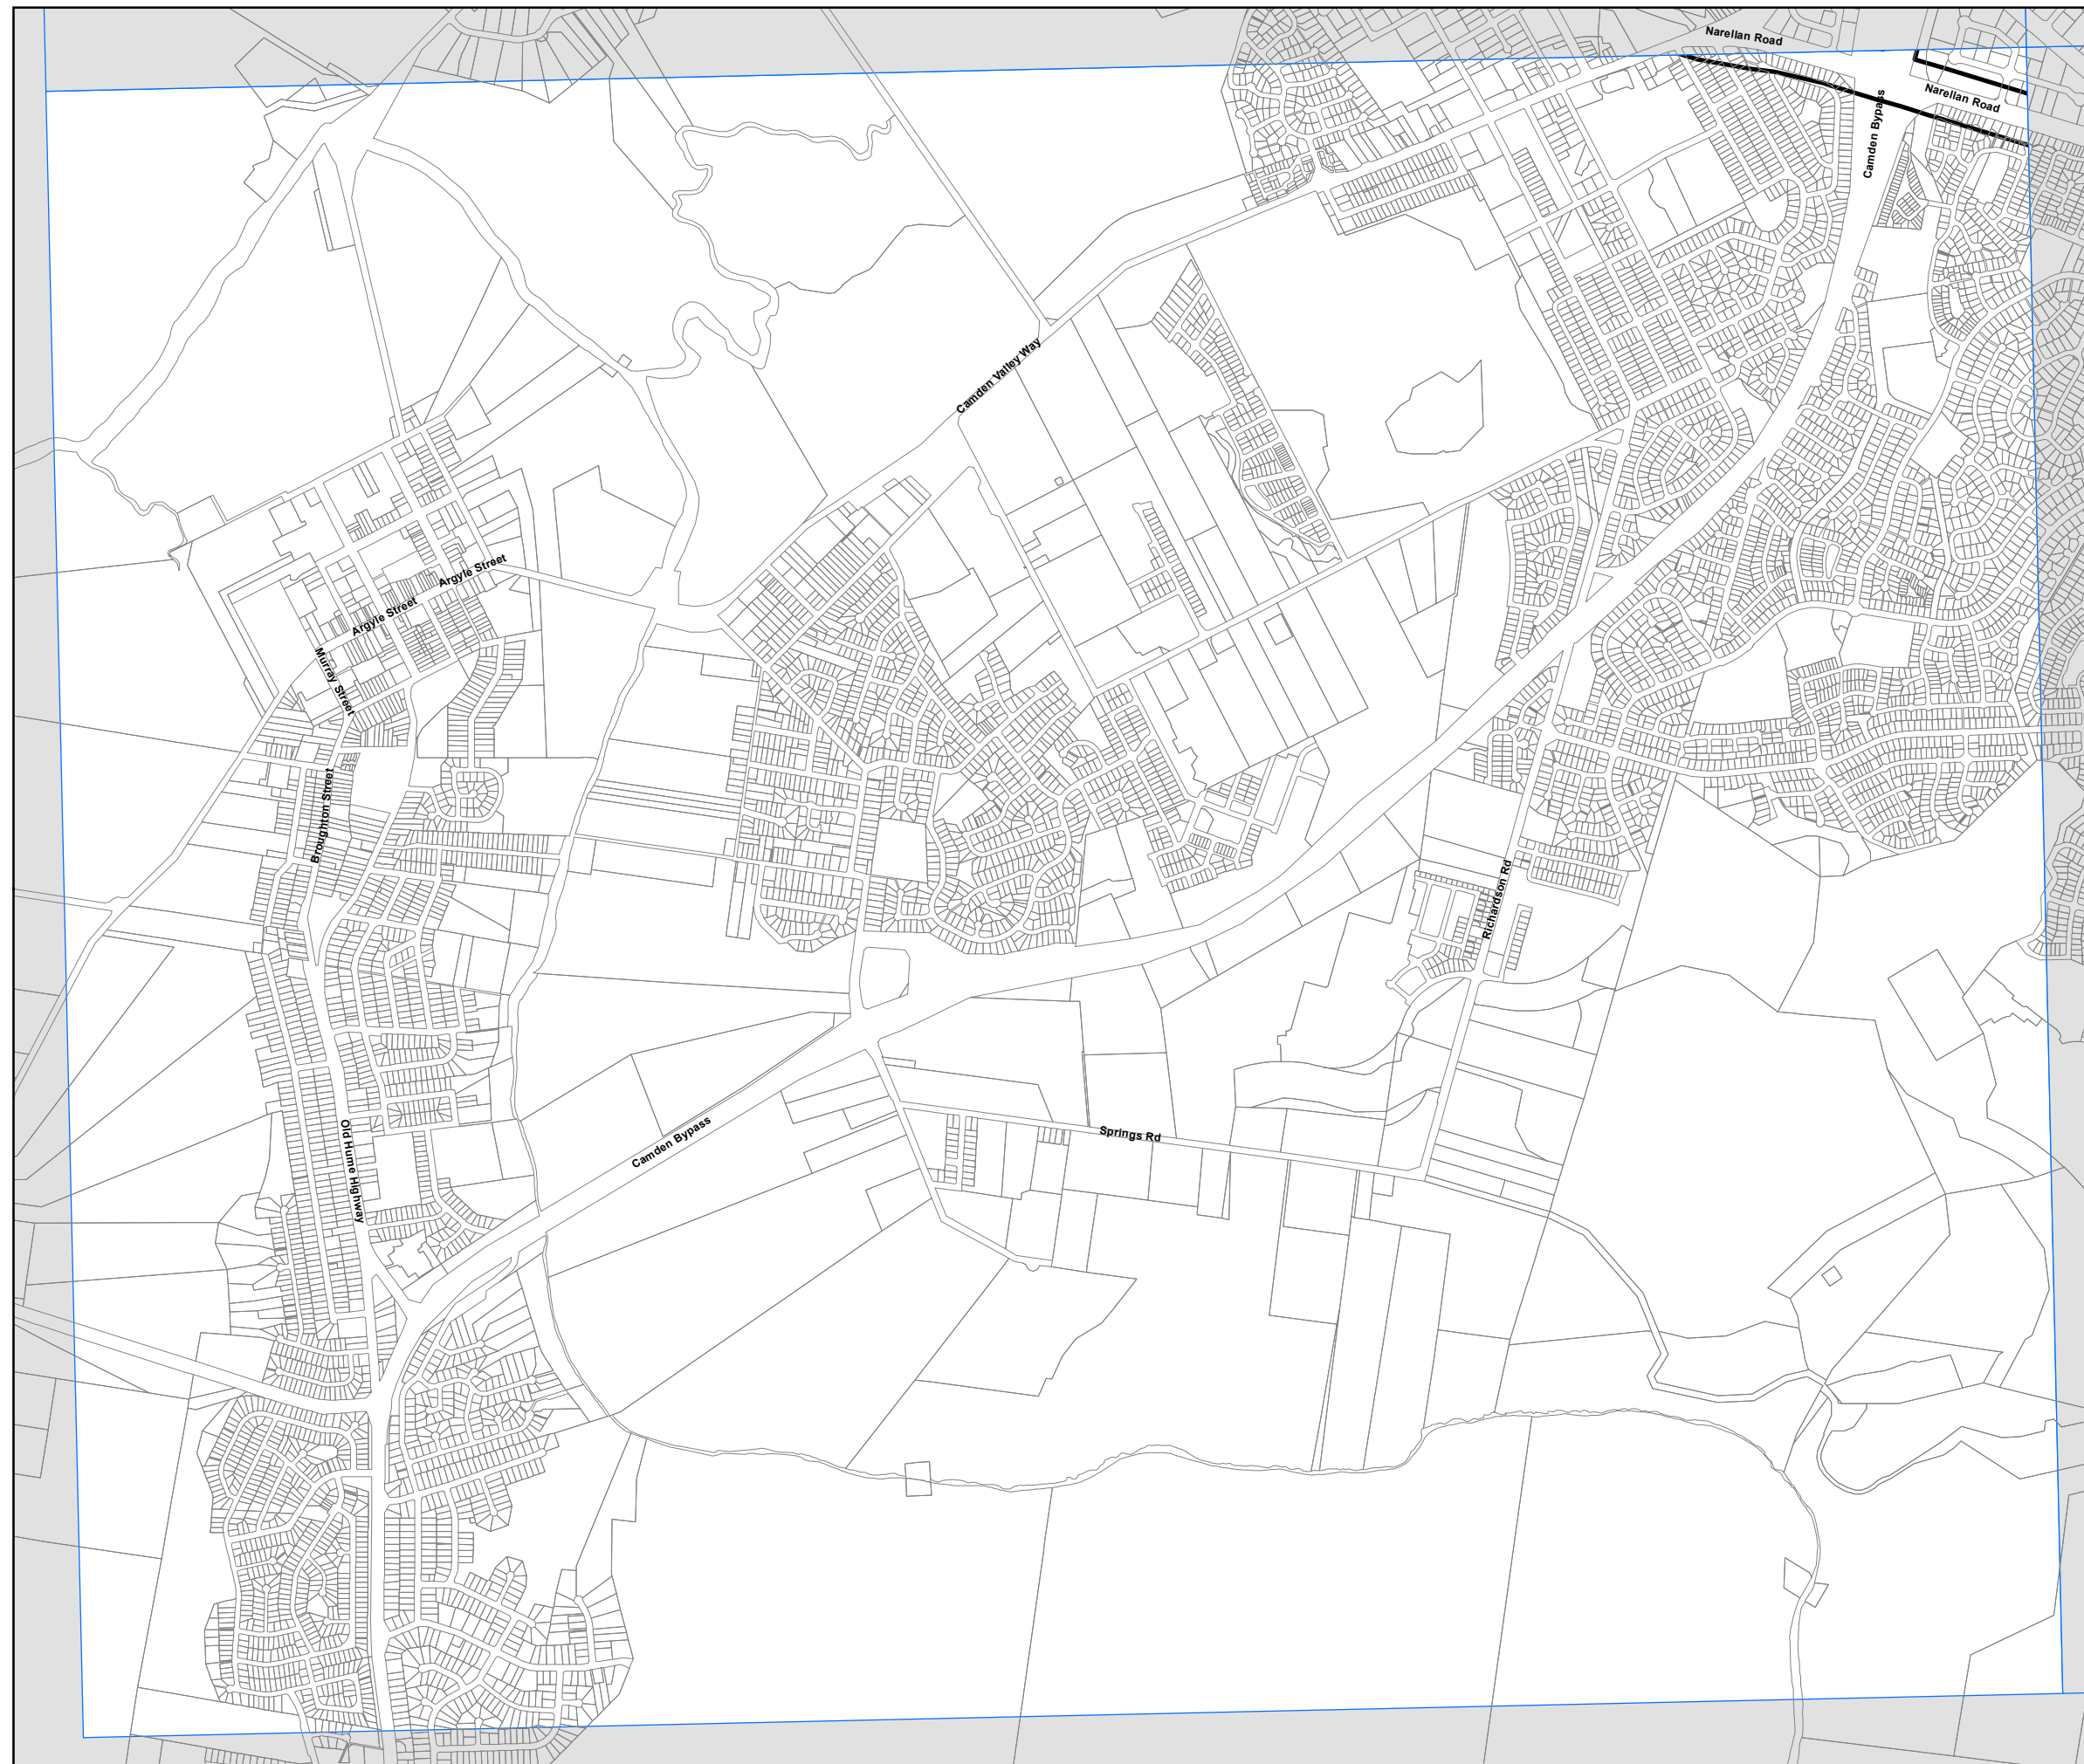 Narellan Road
Narellan Road
Camden Bypass
Camden Valley Way
Argyle Street
Argyle Street
Murray Street
Broughton Street
Richardson Rd
Old Hume Highway
Camden Bypass
Springs Rd